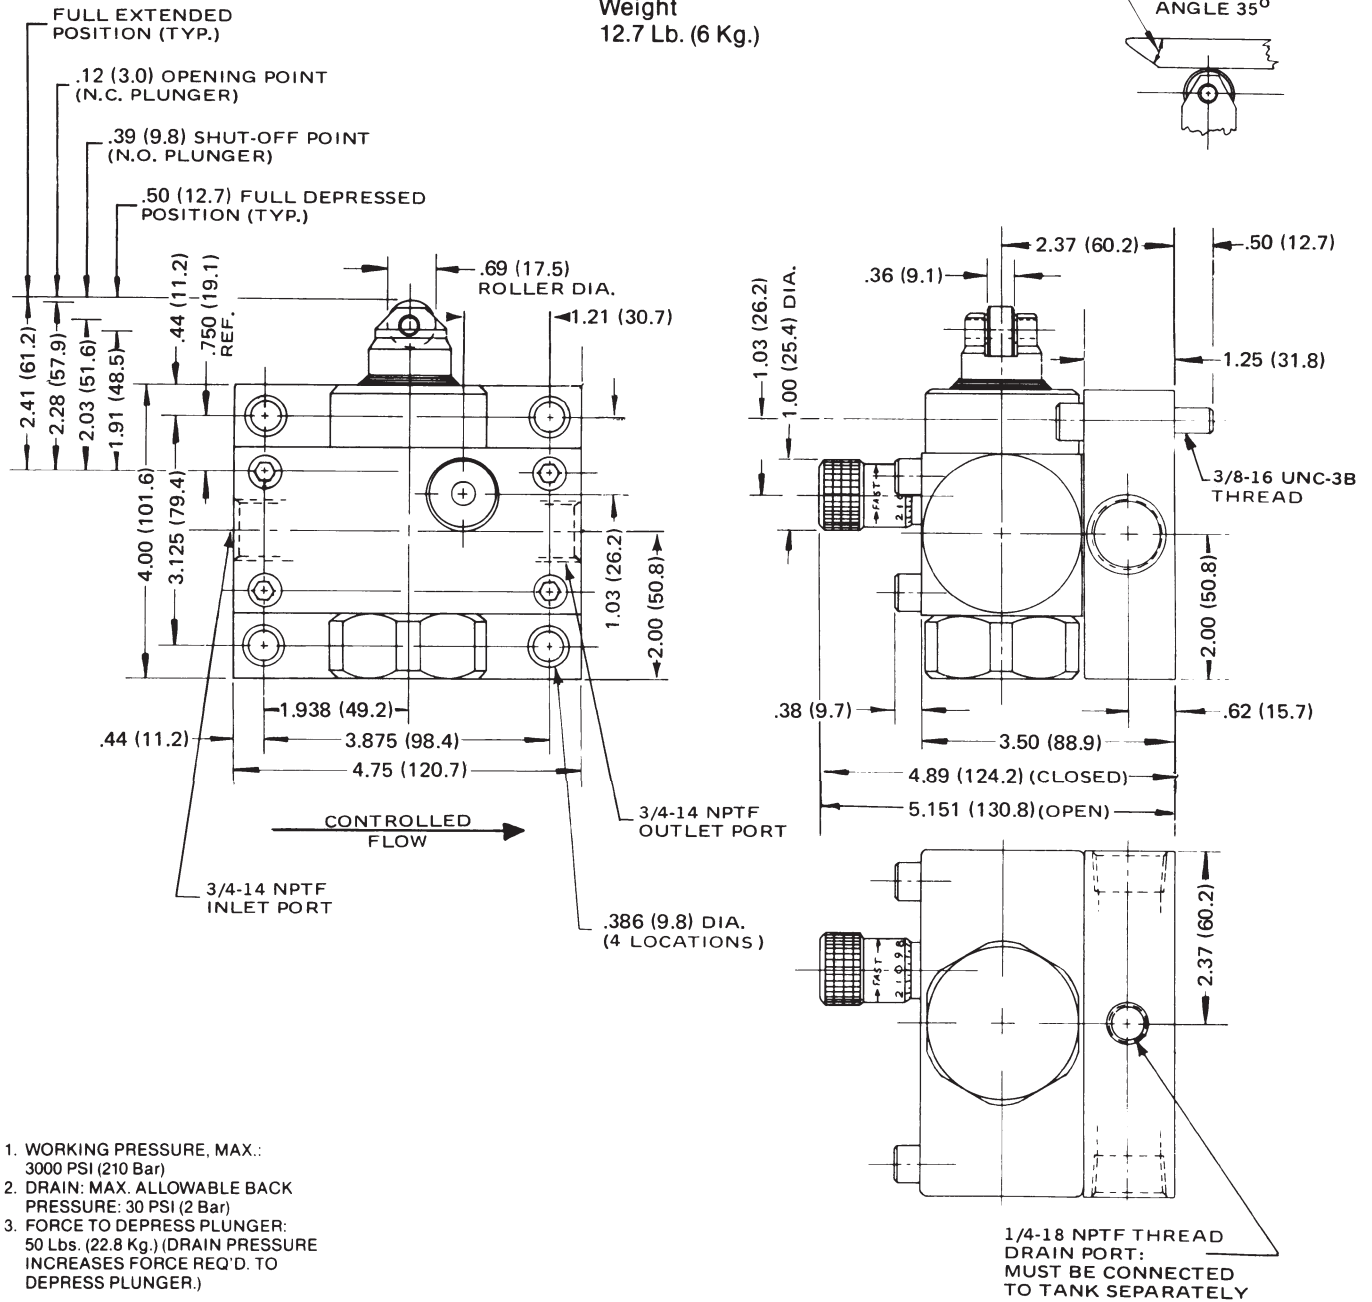 Weight
12.7 Lb. (6 Kg.)
ANGLE 35°
FULL EXTENDED
POSITION (TYP.)
.12 (3.0) OPENING POINT
(N.C. PLUNGER)
.39 (9.8) SHUT-OFF POINT
(N.O. PLUNGER)
.50 (12.7) FULL DEPRESSED
POSITION (TYP.)
2.41 (61.2)
2.28 (57.9)
2.03 (51.6)
1.91 (48.5)
.44 (11.2)
.750 (19.1)
REF.
.69 (17.5)
ROLLER DIA.
1.21 (30.7)
4.00 (101.6)
3.125 (79.4)
1.03 (26.2)
2.00 (50.8)
1.938 (49.2)
.44 (11.2)
3.875 (98.4)
4.75 (120.7)
CONTROLLED
FLOW
3/4-14 NPTF
OUTLET PORT
3/4-14 NPTF
INLET PORT
.386 (9.8) DIA.
(4 LOCATIONS)
2.37 (60.2)
.50 (12.7)
.36 (9.1)
1.03 (26.2)
1.00 (25.4) DIA.
1.25 (31.8)
3/8-16 UNC-3B
THREAD
FAST
2 1
2.00 (50.8)
.38 (9.7)
.62 (15.7)
3.50 (88.9)
4.89 (124.2) (CLOSED)
5.151 (130.8) (OPEN)
FAST
2 1 0 9 8
2.37 (60.2)
1/4-18 NPTF THREAD
DRAIN PORT:
MUST BE CONNECTED
TO TANK SEPARATELY
1. WORKING PRESSURE, MAX.:
3000 PSI (210 Bar)
2. DRAIN: MAX. ALLOWABLE BACK
PRESSURE: 30 PSI (2 Bar)
3. FORCE TO DEPRESS PLUNGER:
50 Lbs. (22.8 Kg.) (DRAIN PRESSURE
INCREASES FORCE REQ'D. TO
DEPRESS PLUNGER.)